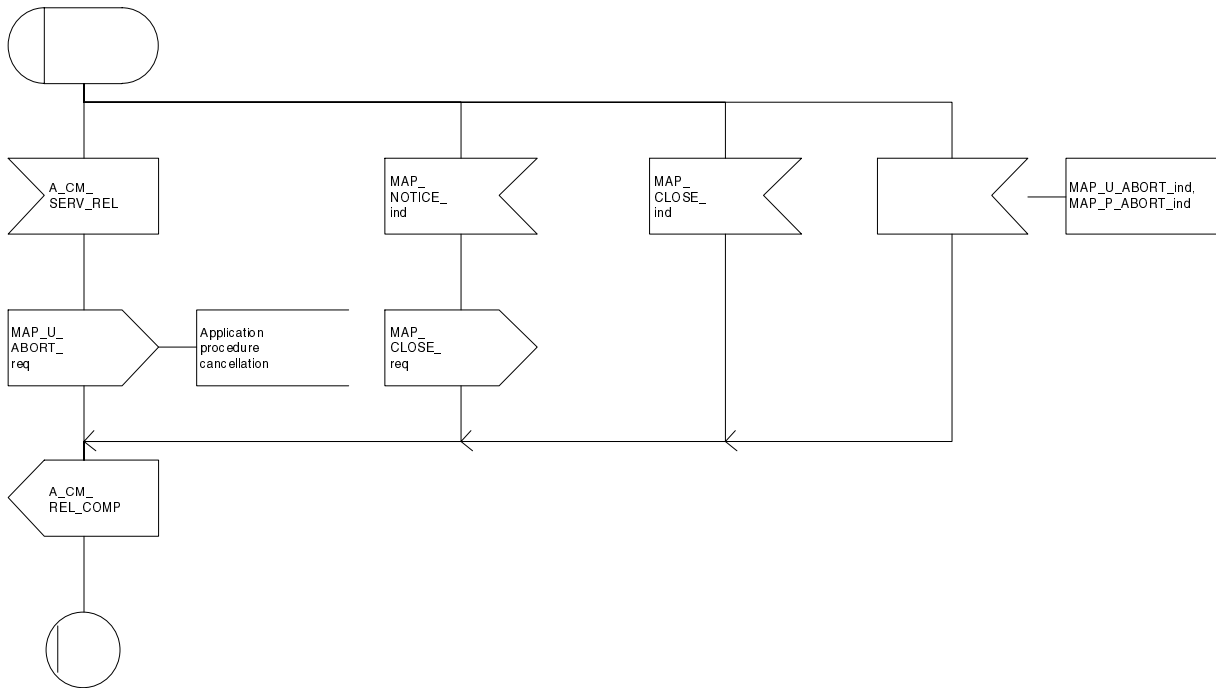 A_CM_
SERV_REL
MAP_
NOTICE_
ind
MAP_
CLOSE_
ind
MAP_U_ABORT_ind,
MAP_P_ABORT_ind
MAP_U_
ABORT_
req
Application
procedure
cancellation
MAP_
CLOSE_
req
A_CM_
REL_COMP